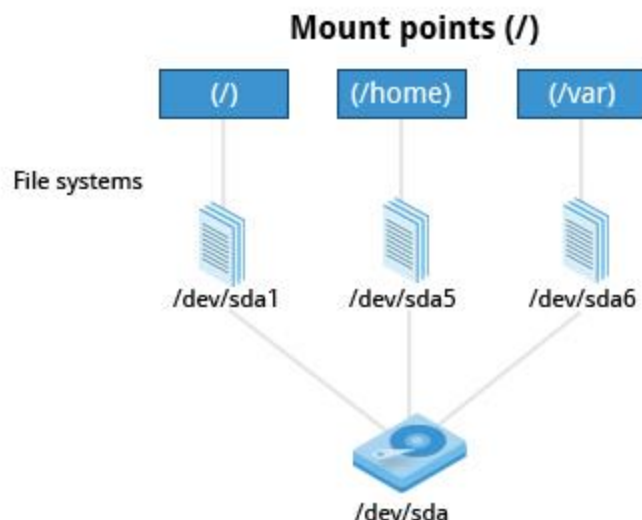 Mount points (/)
(/)
(/home)
(/var)
File systems
/dev/sda1
/dev/sda5
/dev/sda6
/dev/sda